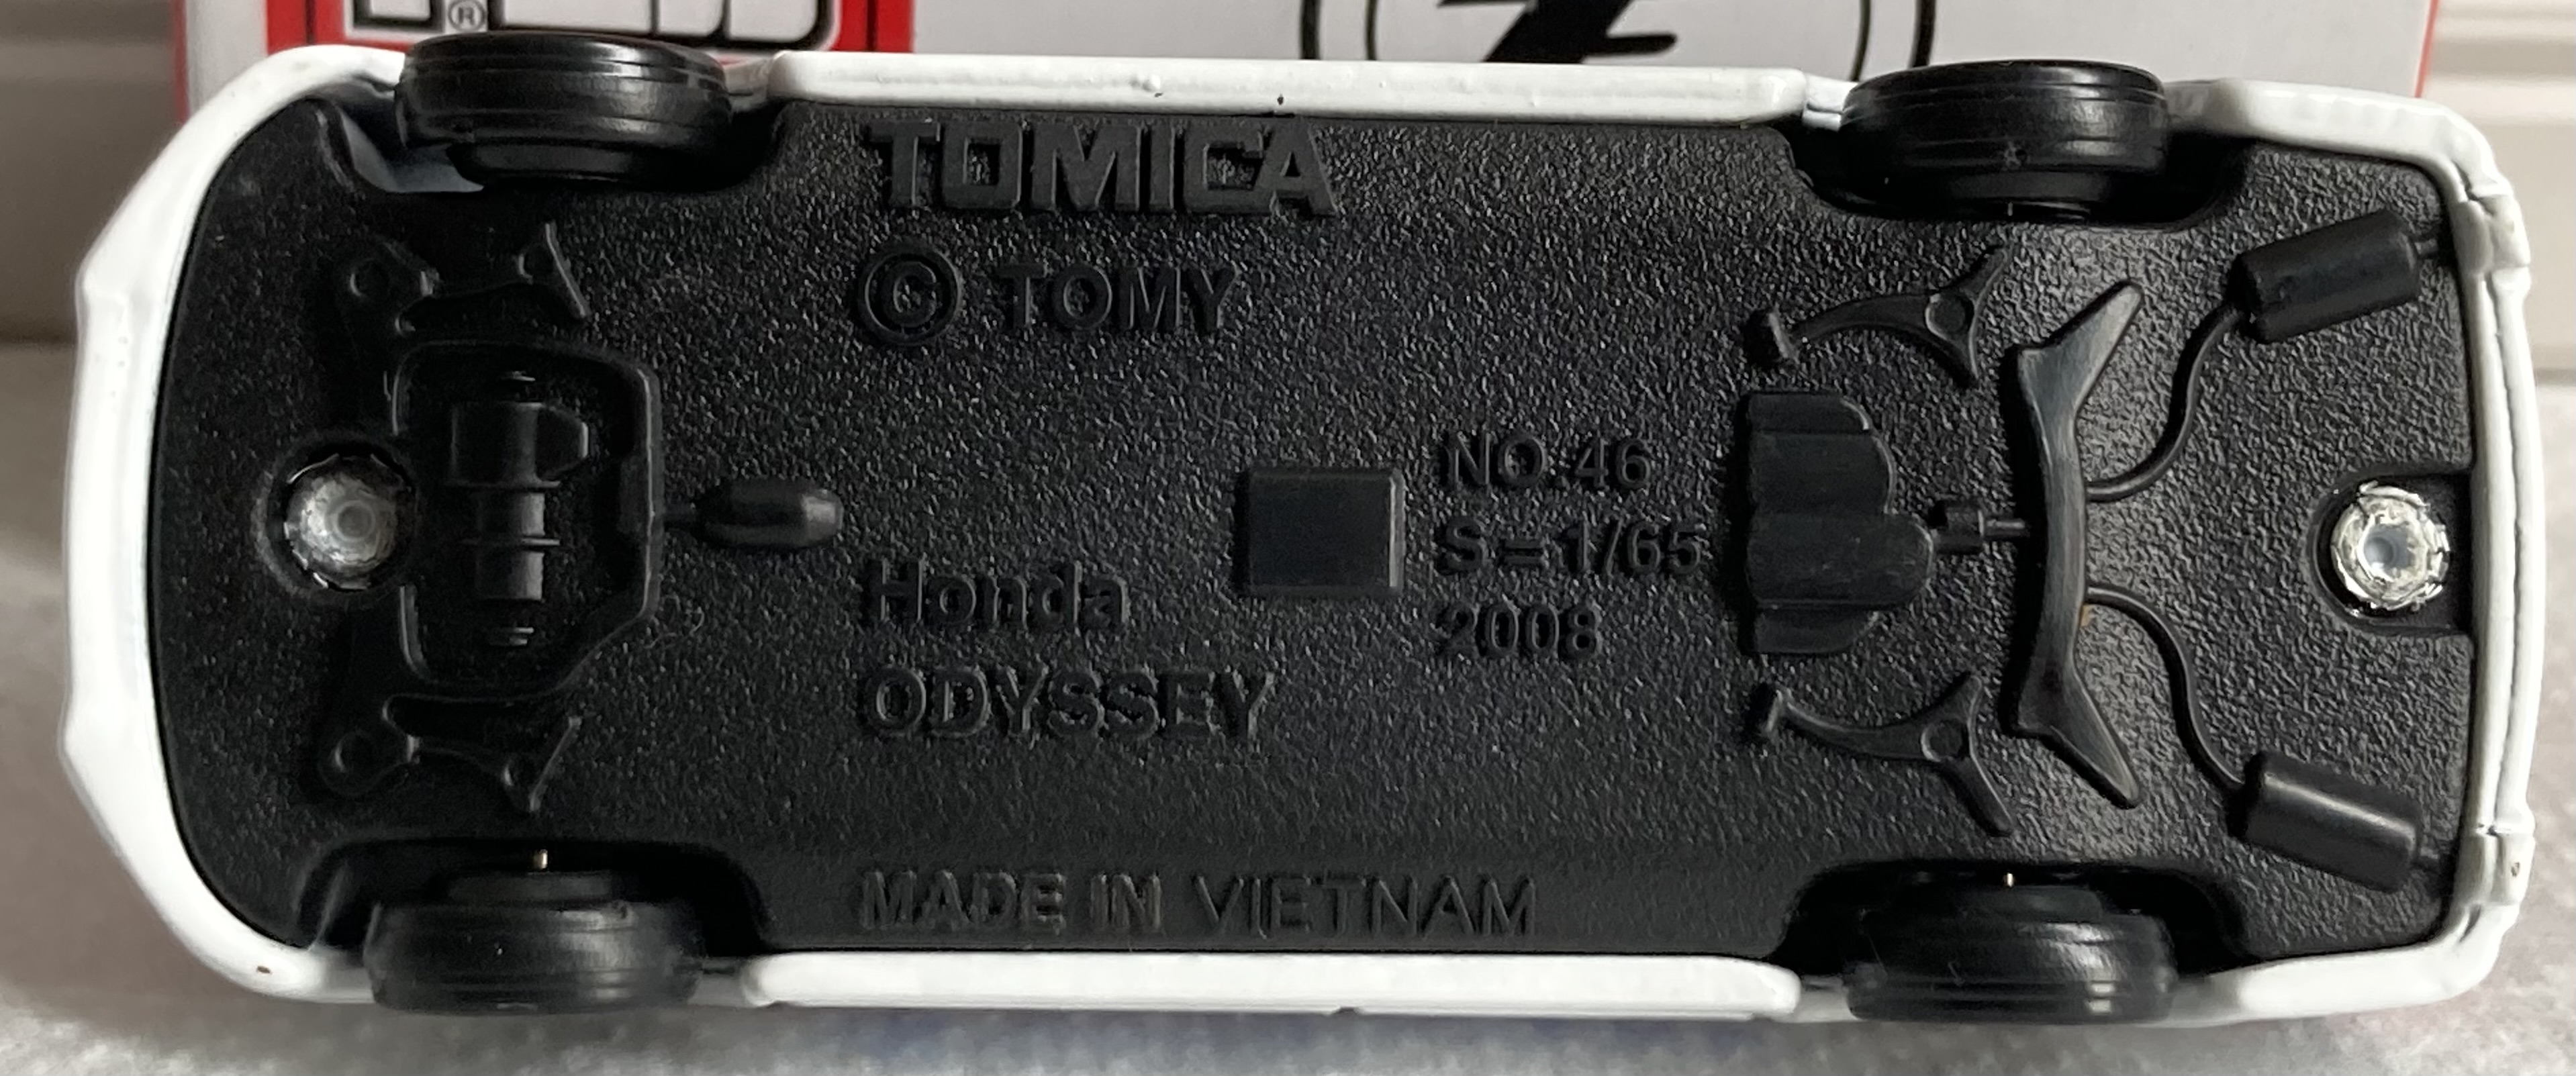 ®
TOMICA
© TOMY
NO.46
S=1/65
2008
Honda
ODYSSEY
MADE IN VIETNAM